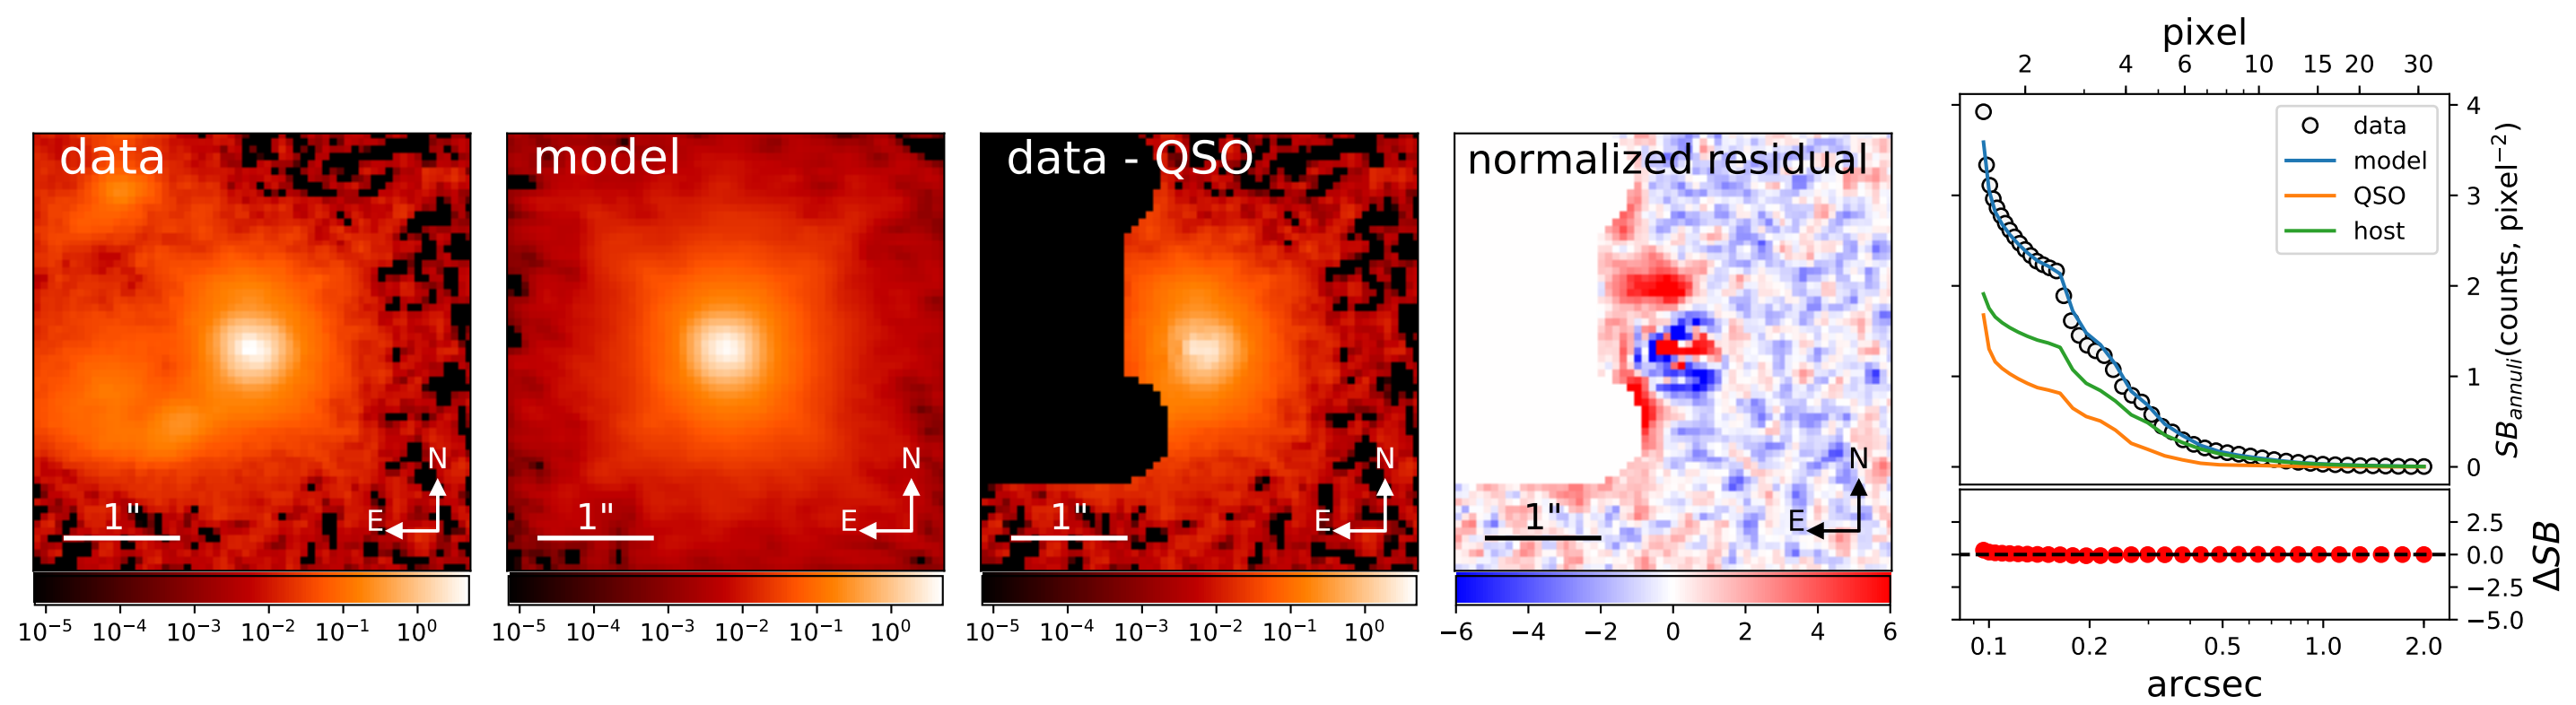 data
N
E
1"
10⁻⁵ 10⁻⁴ 10⁻³ 10⁻² 10⁻¹ 10⁰
model
N
E
1"
10⁻⁵ 10⁻⁴ 10⁻³ 10⁻² 10⁻¹ 10⁰
data - QSO
N
E
1"
10⁻⁵ 10⁻⁴ 10⁻³ 10⁻² 10⁻¹ 10⁰
normalized residual
N
E
1"
−6 −4 −2 0 2 4 6
pixel
2 4 6 10 15 20 30
data
model
QSO
host
4
3
2
1
0
SB_annuli(counts, pixel⁻²)
2.5
0.0
−2.5
−5.0
ΔSB
0.1 0.2 0.5 1.0 2.0
arcsec